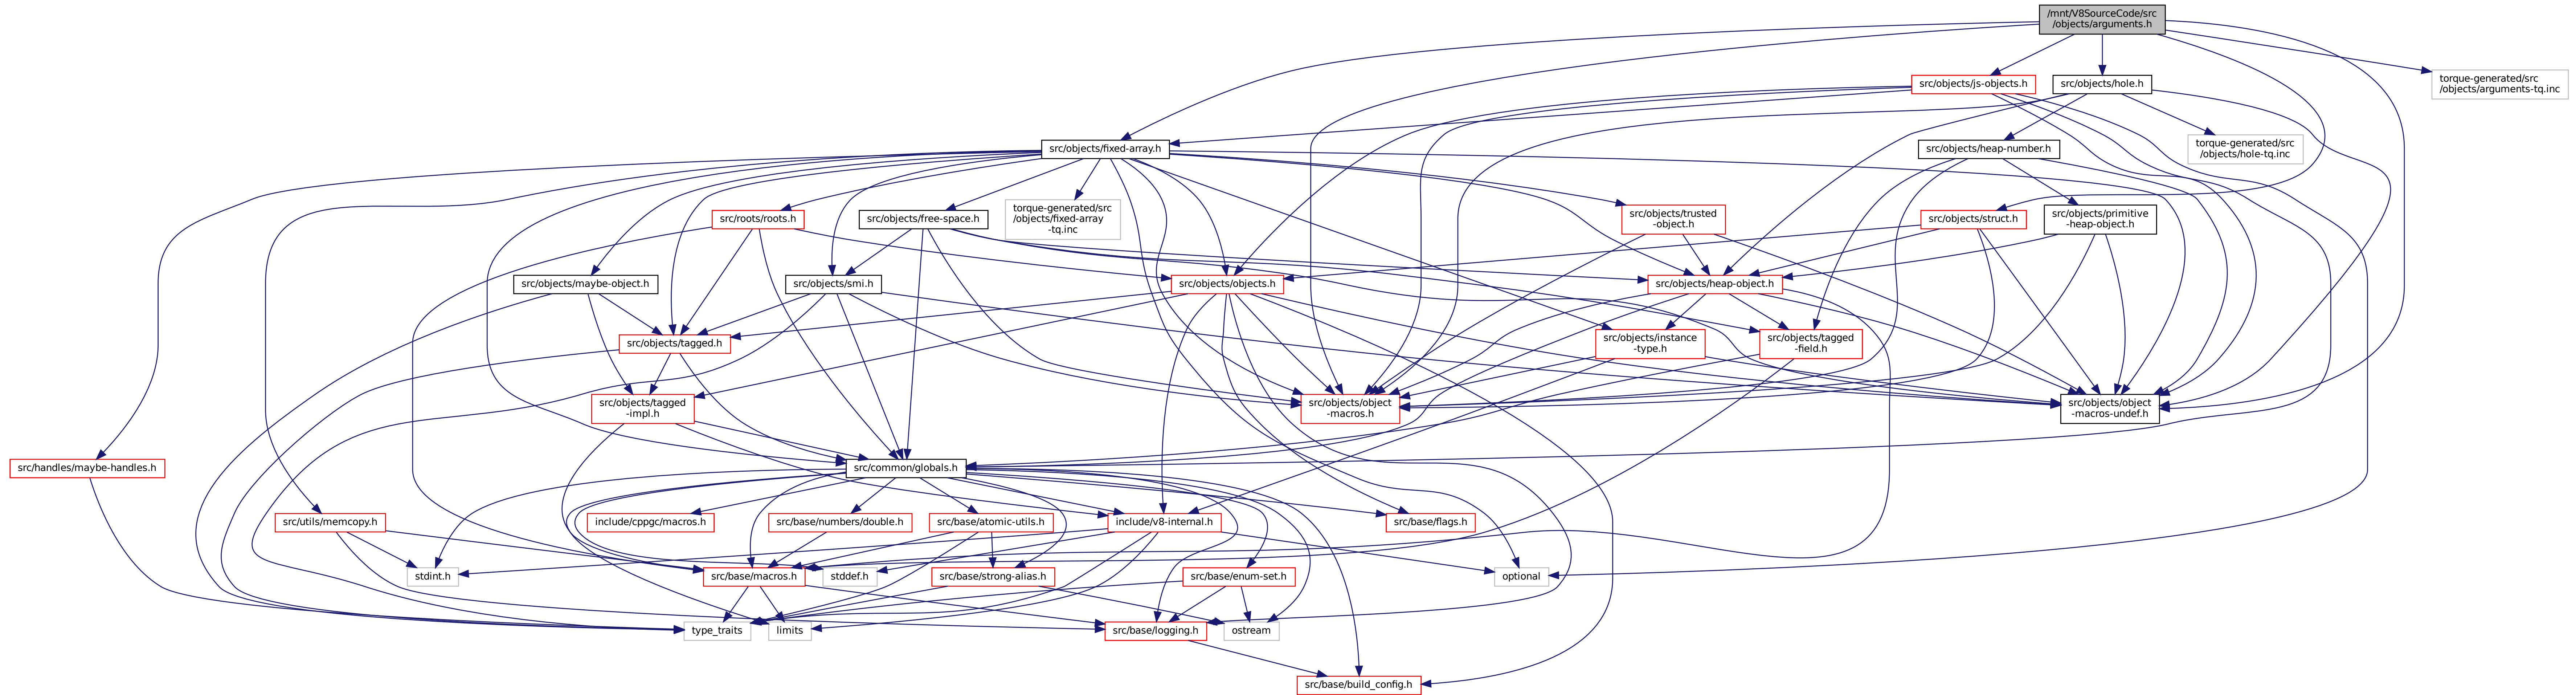 /mnt/V8SourceCode/src
/objects/arguments.h
src/objects/js-objects.h
src/objects/hole.h
torque-generated/src
/objects/arguments-tq.inc
src/objects/fixed-array.h
src/objects/heap-number.h
torque-generated/src
/objects/hole-tq.inc
src/roots/roots.h
src/objects/free-space.h
torque-generated/src
/objects/fixed-array
-tq.inc
src/objects/trusted
-object.h
src/objects/struct.h
src/objects/primitive
-heap-object.h
src/objects/maybe-object.h
src/objects/smi.h
src/objects/objects.h
src/objects/heap-object.h
src/objects/tagged.h
src/objects/instance
-type.h
src/objects/tagged
-field.h
src/objects/tagged
-impl.h
src/objects/object
-macros.h
src/objects/object
-macros-undef.h
src/handles/maybe-handles.h
src/common/globals.h
src/utils/memcopy.h
include/cppgc/macros.h
src/base/numbers/double.h
src/base/atomic-utils.h
include/v8-internal.h
src/base/flags.h
stdint.h
src/base/macros.h
stddef.h
src/base/strong-alias.h
src/base/enum-set.h
optional
type_traits
limits
src/base/logging.h
ostream
src/base/build_config.h